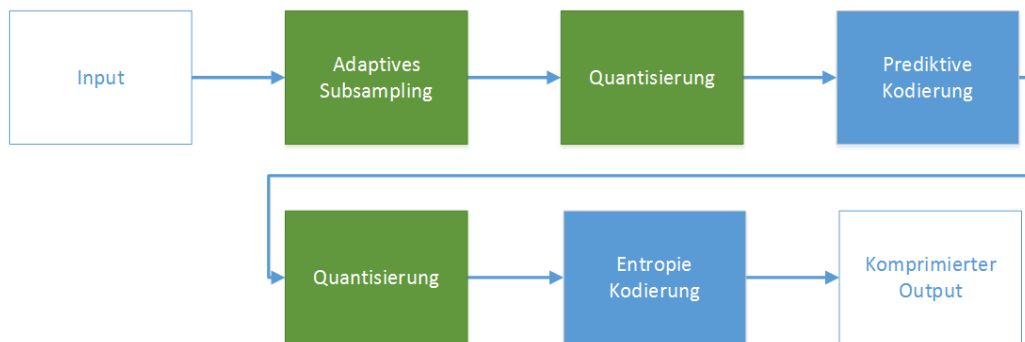 Input
Adaptives
Subsampling
Quantisierung
Prediktive
Kodierung
Quantisierung
Entropie
Kodierung
Komprimierter
Output